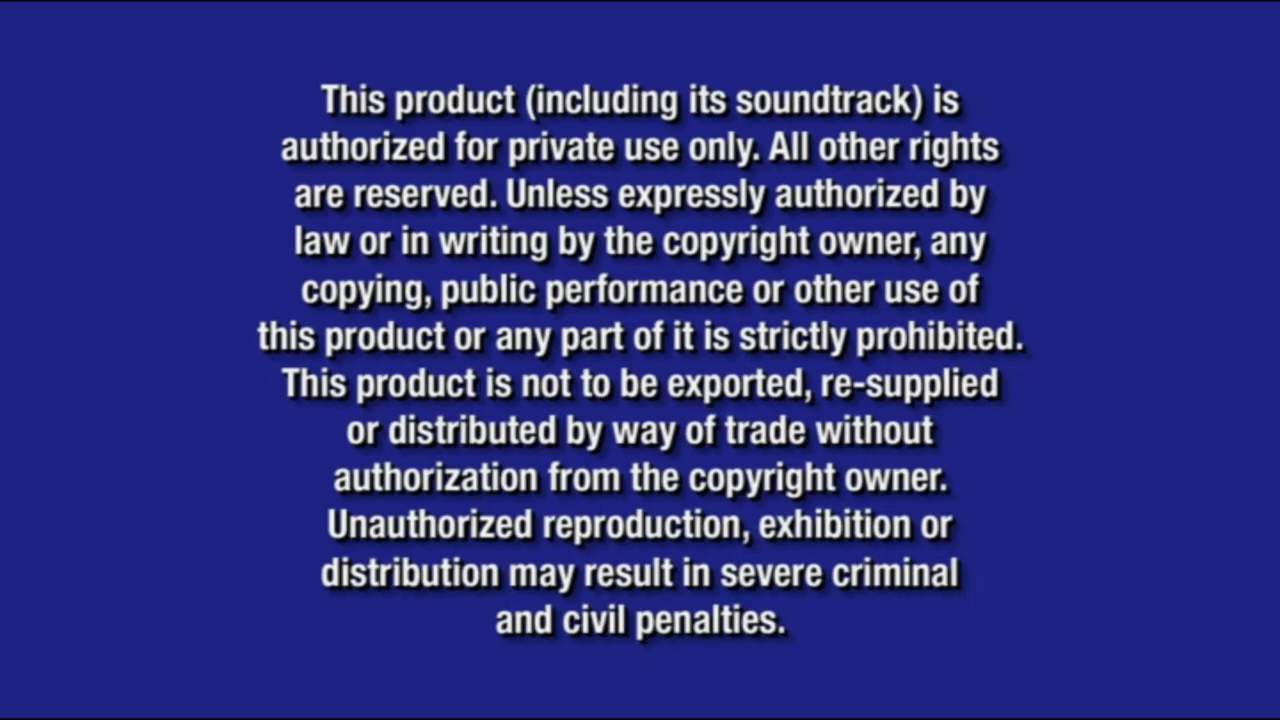 This product (including its soundtrack) is
authorized for private use only. All other rights
are reserved. Unless expressly authorized by
law or in writing by the copyright owner, any
copying, public performance or other use of
this product or any part of it is strictly prohibited.
This product is not to be exported, re-supplied
or distributed by way of trade without
authorization from the copyright owner.
Unauthorized reproduction, exhibition or
distribution may result in severe criminal
and civil penalties.